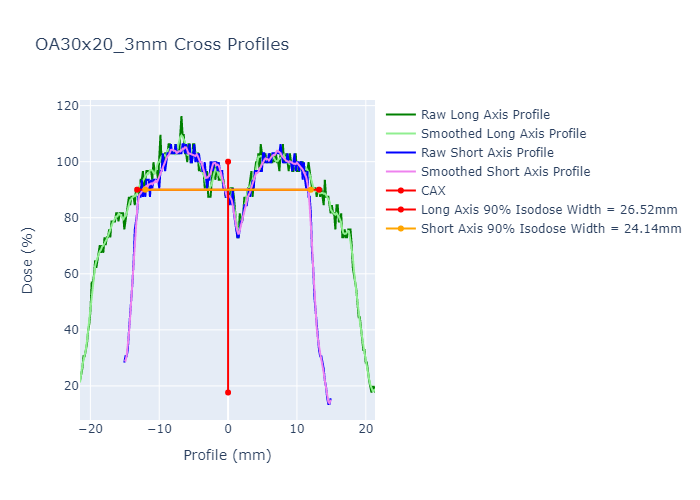 OA30x20_3mm Cross Profiles
120
100
80
60
40
20
Dose (%)
−20
−10
0
10
20
Profile (mm)
Raw Long Axis Profile
Smoothed Long Axis Profile
Raw Short Axis Profile
Smoothed Short Axis Profile
CAX
Long Axis 90% Isodose Width = 26.52mm
Short Axis 90% Isodose Width = 24.14mm